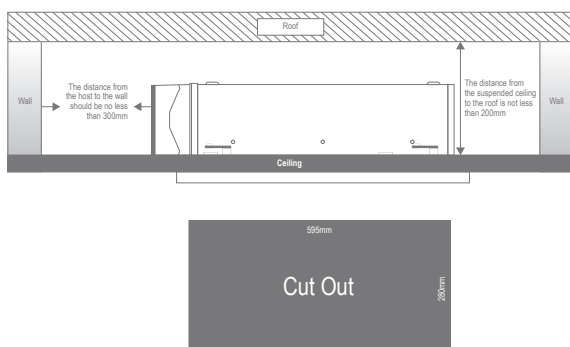 Roof
Wall
The distance from
the host to the wall
should be no less
than 300mm
The distance from
the suspended ceiling
to the roof is not less
than 200mm
Wall
Ceiling
595mm
Cut Out
280mm